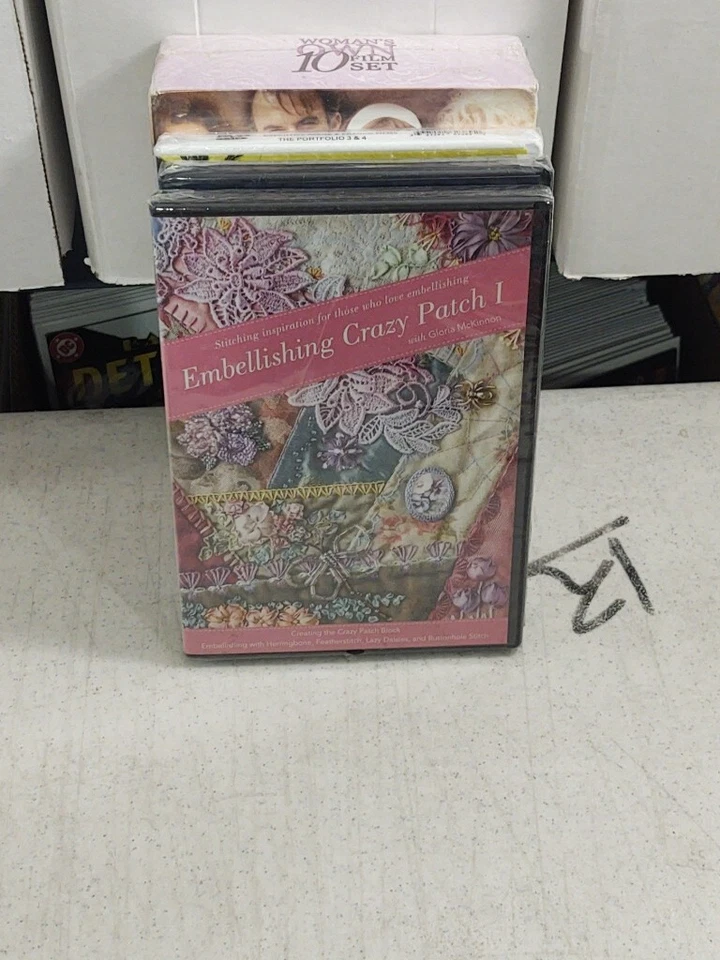 WOMAN'S
OWN
10 FILM
SET
THE PORTFOLIO 3 & 4
Stitching inspiration for those who love embellishing
Embellishing Crazy Patch I
with Gloria McKinnon
DET
Creating the Crazy Patch Block
Embellishing with Herringbone, Featherstitch, Lazy Daisies, and Buttonhole Stitch